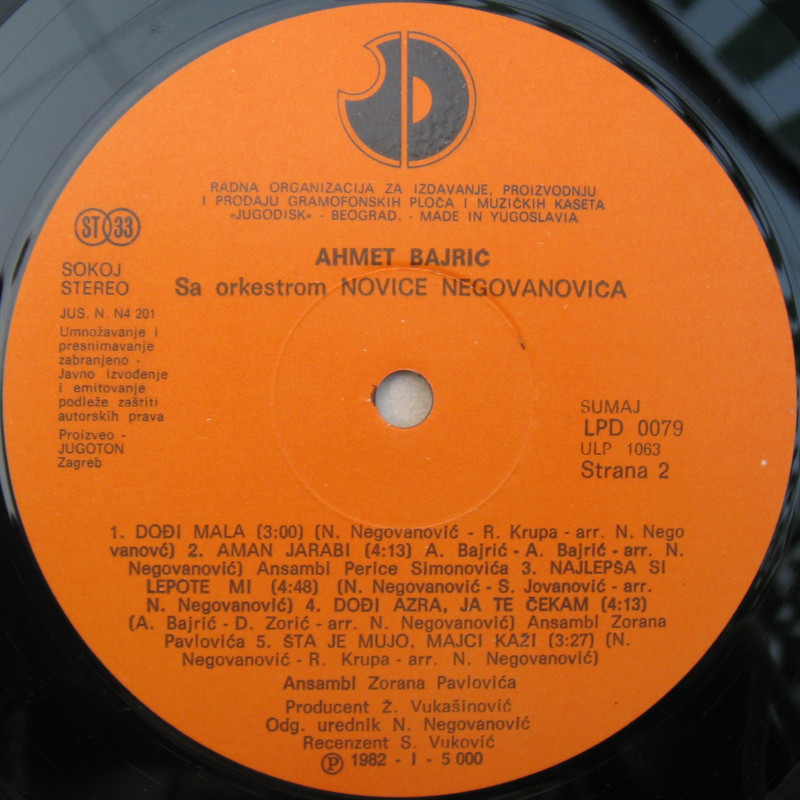 RADNA ORGANIZACIJA ZA IZDAVANJE, PROIZVODNJU
I PRODAJU GRAMOFONSKIH PLOČA I MUZIČKIH KASETA
»JUGODISK« - BEOGRAD. - MADE IN YUGOSLAVIA
ST 33
AHMET BAJRIĆ
Sa orkestrom NOVICE NEGOVANOVIĆA
SOKOJ
STEREO
JUS. N. N4 201
Umnožavanje i
presnimavanje
zabranjeno -
Javno izvođenje
i emitovanje
podleže zaštiti
autorskih prava
Proizveo -
JUGOTON
Zagreb
SUMAJ
LPD 0079
ULP 1063
Strana 2
1. DOĐI MALA (3:00) (N. Negovanović - R. Krupa - arr. N. Nego
vanovć) 2. AMAN JARABI (4:13) A. Bajrić - A. Bajrić - arr. N.
Negovanović) Ansambl Perice Simonovića 3. NAJLEPŠA SI
LEPOTE MI (4:48) (N. Negovanović - S. Jovanović - arr.
N. Negovanović) 4. DOĐI AZRA, JA TE ČEKAM (4:13)
(A. Bajrić - D. Zorić - arr. N. Negovanović) Ansambl Zorana
Pavlovića 5. ŠTA JE MUJO, MAJCI KAŽI (3:27) (N.
Negovanović - R. Krupa - arr. N. Negovanović)
Ansambl Zorana Pavlovića
Producent Ž. Vukašinović
Odg. urednik N. Negovanović
Recenzent S. Vuković
Ⓟ 1982 - I - 5 000